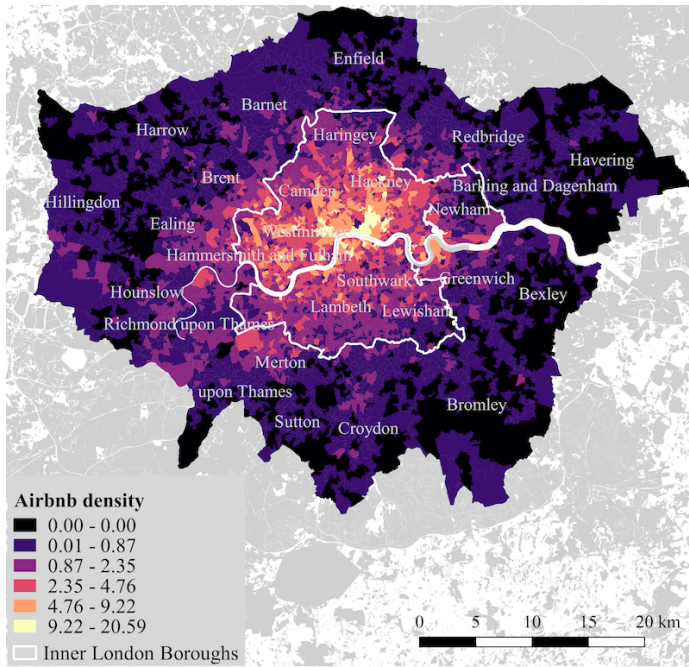 Enfield
Barnet
Haringey
Harrow
Redbridge
Havering
Brent
Camden
Hackney
Barking and Dagenham
Hillingdon
Newham
Ealing
Westminster
Hammersmith and Fulham
Southwark
Greenwich
Hounslow
Bexley
Lambeth
Lewisham
Richmond upon Thames
Merton
upon Thames
Bromley
Sutton
Croydon
Airbnb density
0.00 - 0.00
0.01 - 0.87
0.87 - 2.35
2.35 - 4.76
4.76 - 9.22
9.22 - 20.59
Inner London Boroughs
0 5 10 15 20 km